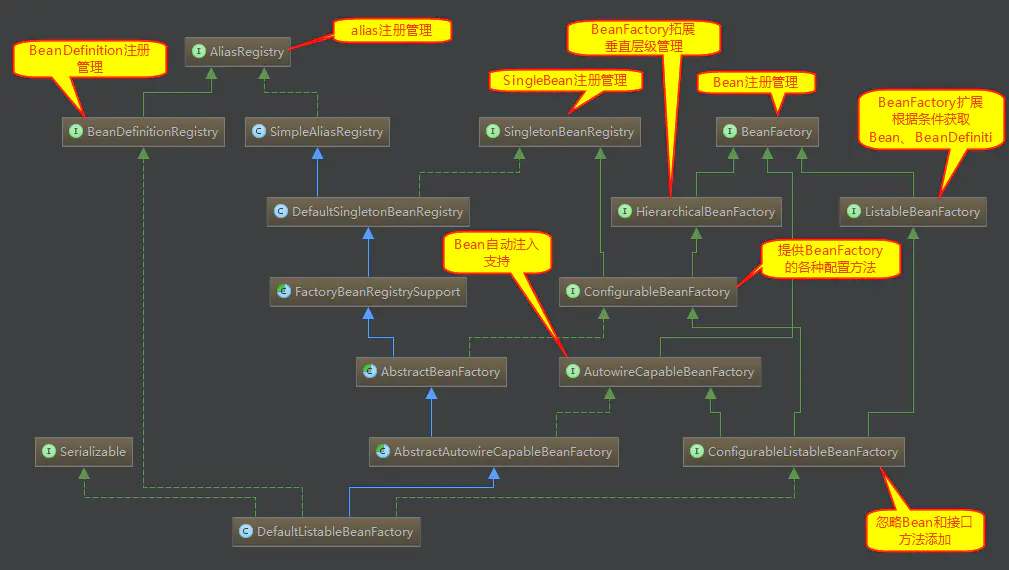 alias注册管理
BeanFactory拓展
垂直层级管理
BeanDefinition注册
管理
I AliasRegistry
SingleBean注册管理
Bean注册管理
BeanFactory扩展
根据条件获取
Bean、BeanDefiniti
I BeanDefinitionRegistry
C SimpleAliasRegistry
I SingletonBeanRegistry
I BeanFactory
C DefaultSingletonBeanRegistry
I HierarchicalBeanFactory
I ListableBeanFactory
Bean自动注入
支持
提供BeanFactory
的各种配置方法
C FactoryBeanRegistrySupport
I ConfigurableBeanFactory
C AbstractBeanFactory
I AutowireCapableBeanFactory
I Serializable
C AbstractAutowireCapableBeanFactory
I ConfigurableListableBeanFactory
C DefaultListableBeanFactory
忽略Bean和接口
方法添加